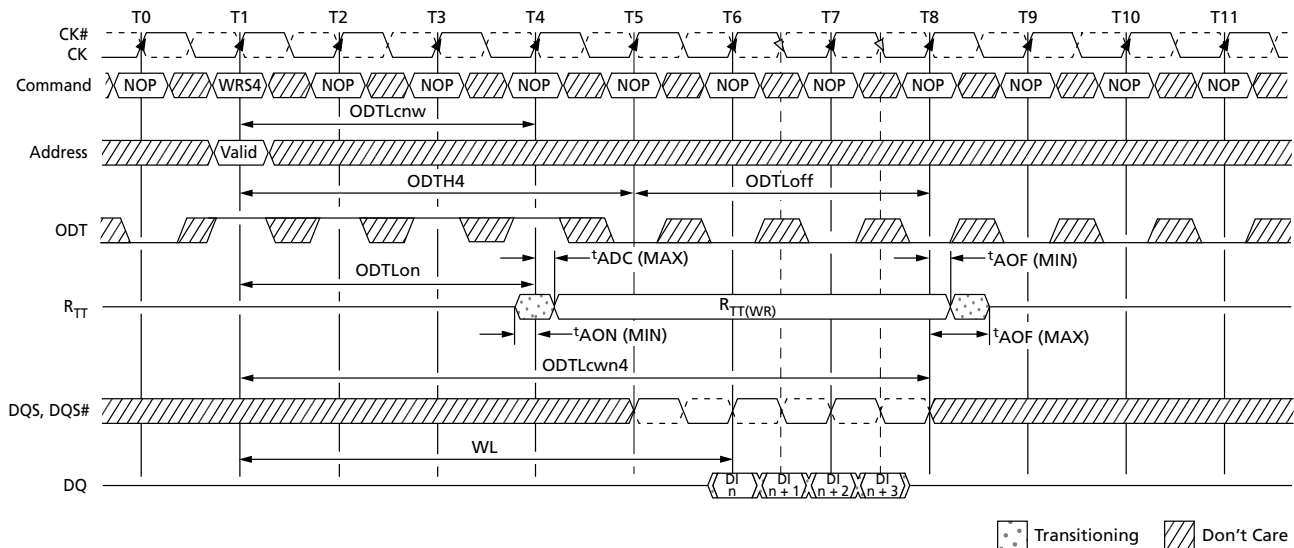 T0 T1 T2 T3 T4 T5 T6 T7 T8 T9 T10 T11
CK#
CK
Command NOP WRS4 NOP NOP NOP NOP NOP NOP NOP NOP NOP NOP
ODTLcnw
Address Valid
ODTH4 ODTLoff
ODT
tADC (MAX) tAOF (MIN)
ODTLon
RTT RTT(WR)
tAON (MIN) tAOF (MAX)
ODTLcwn4
DQS, DQS#
WL
DQ DI n DI n + 1 DI n + 2 DI n + 3
Transitioning Don't Care